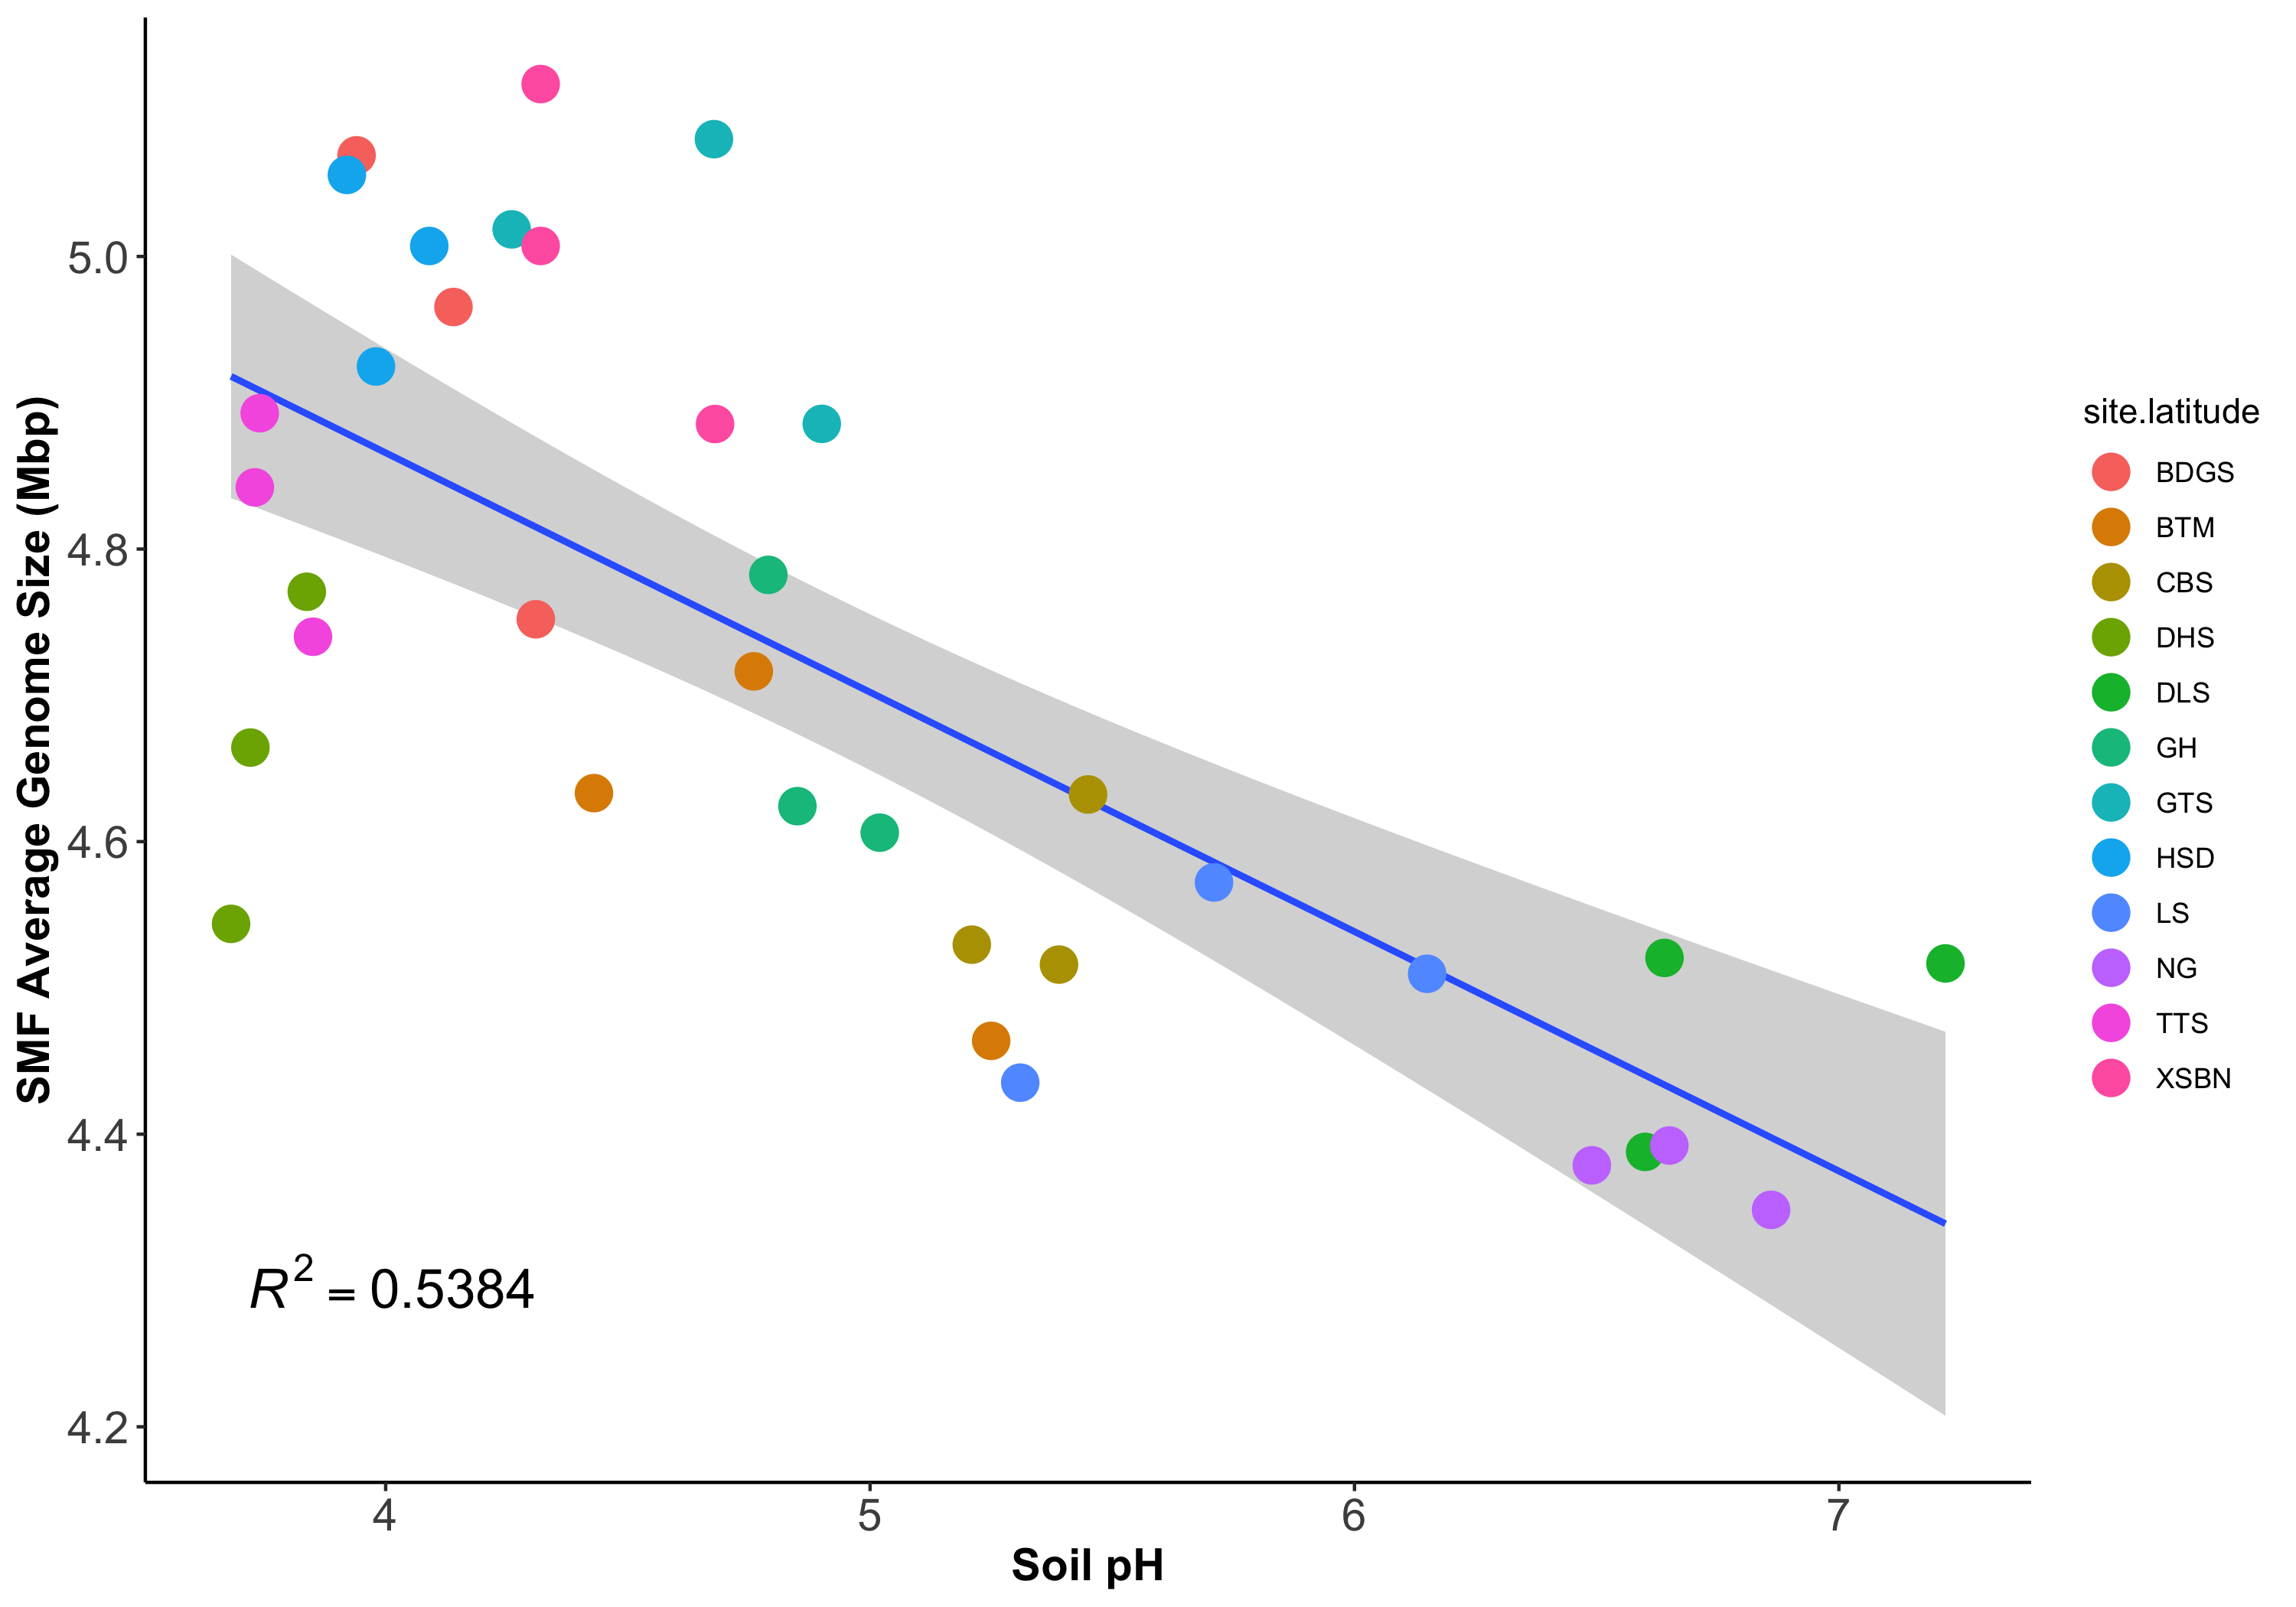 SMF Average Genome Size (Mbp)
5.0
4.8
4.6
4.4
4.2
R² = 0.5384
4 5 6 7
Soil pH
site.latitude
BDGS
BTM
CBS
DHS
DLS
GH
GTS
HSD
LS
NG
TTS
XSBN